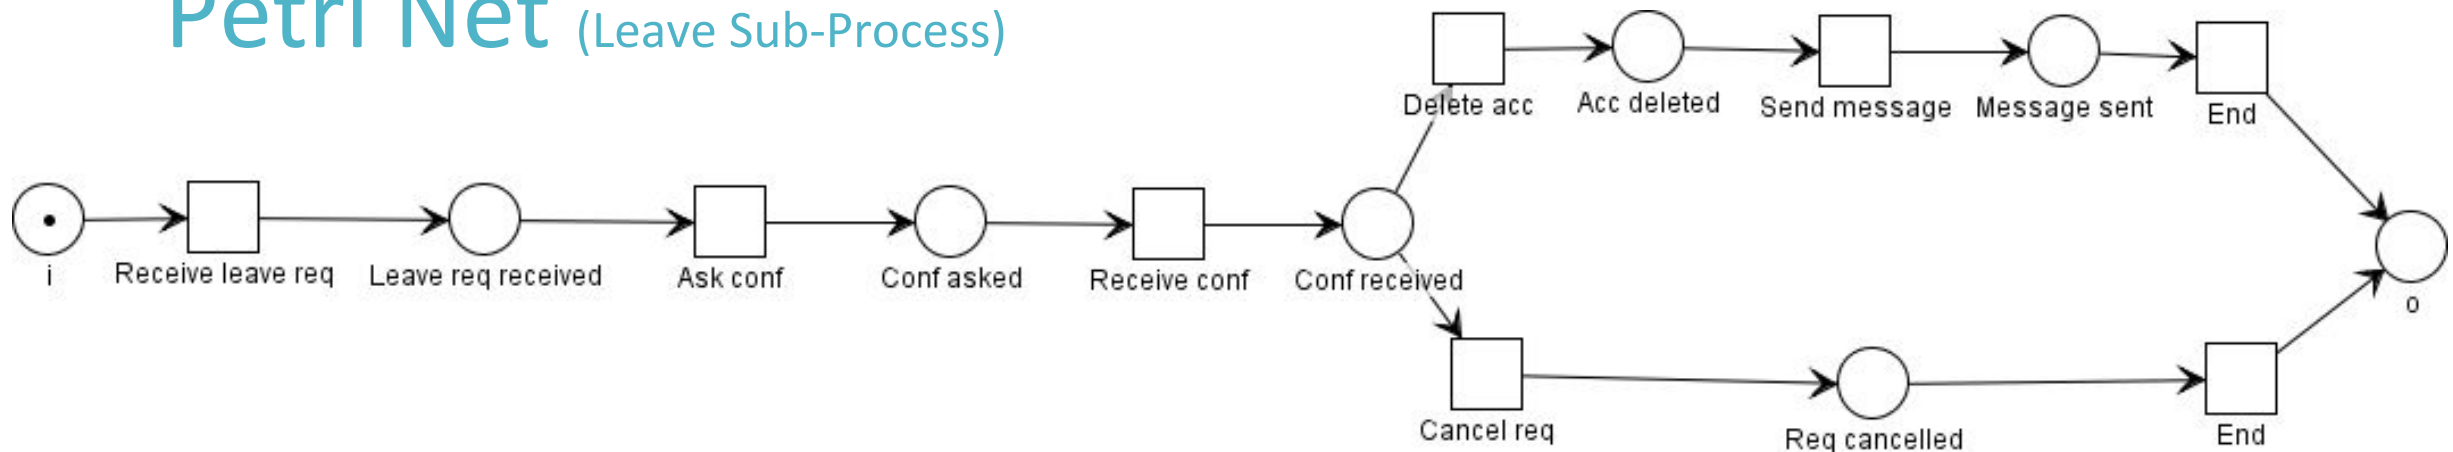 Petri Net (Leave Sub-Process)
Delete acc
Acc deleted
Send message
Message sent
End
i
Receive leave req
Leave req received
Ask conf
Conf asked
Receive conf
Conf received
o
Cancel req
Req cancelled
End